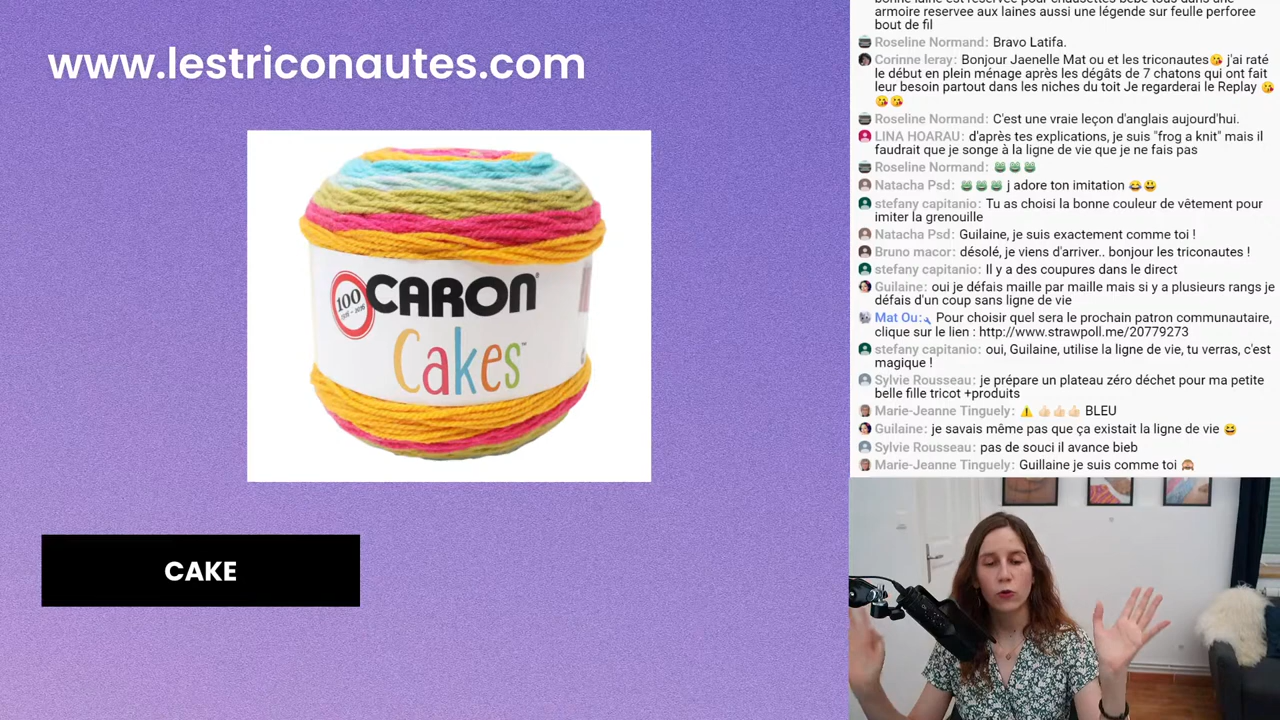 www.lestriconautes.com
100
CARON
Cakes
CAKE
armoire reservee aux laines aussi une légende sur feulle perforee
bout de fil
Roseline Normand: Bravo Latifa.
Corinne leray: Bonjour Jaenelle Mat ou et les triconautes😘 j'ai raté
le début en plein ménage après les dégâts de 7 chatons qui ont fait
leur besoin partout dans les niches du toit Je regarderai le Replay 😘
😘😘
Roseline Normand: C'est une vraie leçon d'anglais aujourd'hui.
LINA HOARAU: d'après tes explications, je suis "frog a knit" mais il
faudrait que je songe à la ligne de vie que je ne fais pas
Roseline Normand: 🐸🐸🐸
Natacha Psd: 🐸🐸🐸 j adore ton imitation 😂😃
stefany capitanio: Tu as choisi la bonne couleur de vêtement pour
imiter la grenouille
Natacha Psd: Guilaine, je suis exactement comme toi !
Bruno macor: désolé, je viens d'arriver.. bonjour les triconautes !
stefany capitanio: Il y a des coupures dans le direct
Guilaine: oui je défais maille par maille mais si y a plusieurs rangs je
défais d'un coup sans ligne de vie
Mat Ou:🔧 Pour choisir quel sera le prochain patron communautaire,
clique sur le lien : http://www.strawpoll.me/20779273
stefany capitanio: oui, Guilaine, utilise la ligne de vie, tu verras, c'est
magique !
Sylvie Rousseau: je prépare un plateau zéro déchet pour ma petite
belle fille tricot +produits
Marie-Jeanne Tinguely: ⚠️ 👍🏻👍🏻👍🏻 BLEU
Guilaine: je savais même pas que ça existait la ligne de vie 😆
Sylvie Rousseau: pas de souci il avance bieb
Marie-Jeanne Tinguely: Guillaine je suis comme toi 🙈